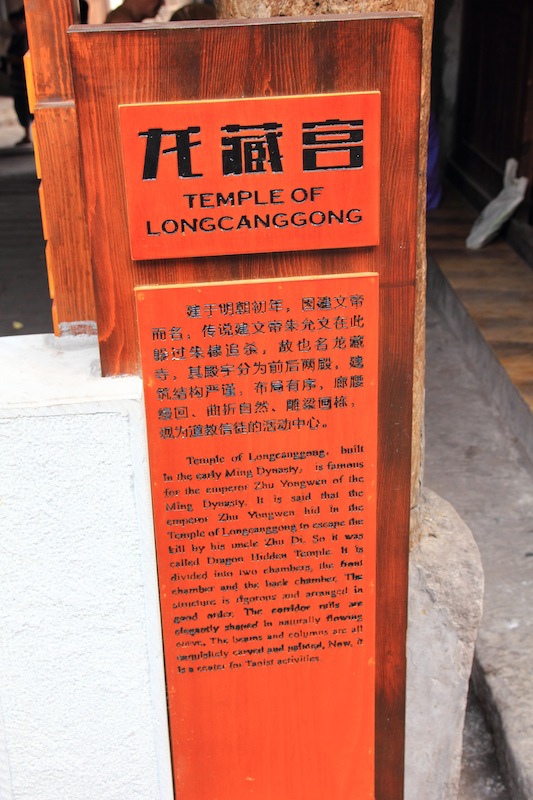 龙藏宫
TEMPLE OF
LONGCANGGONG
建于明朝初年，因建文帝
而名，传说建文帝朱允文在此
躲过朱棣追杀，故也名龙藏
寺，其殿宇分为前后两殿，建
筑结构严谨，布局有序，廊腰
缦回、曲折自然、雕梁画栋，
现为道教信徒的活动中心。
Temple of Longcanggong, built
in the early Ming Dynasty, is famous
for the emperor Zhu Yongwen of the
Ming Dynasty. It is said that the
emperor Zhu Yongwen hid in the
Temple of Longcanggong to escape the
kill by his uncle Zhu Di. So it was
called Dragon Hidden Temple. It is
divided into two chambers, the front
chamber and the back chamber. The
structure is rigorous and arranged in
good order. The corridor rails are
elegantly shaped in naturally flowing
curve. The beams and columns are all
exquisitely carved and painted. Now, it
is a center for Taoist activities